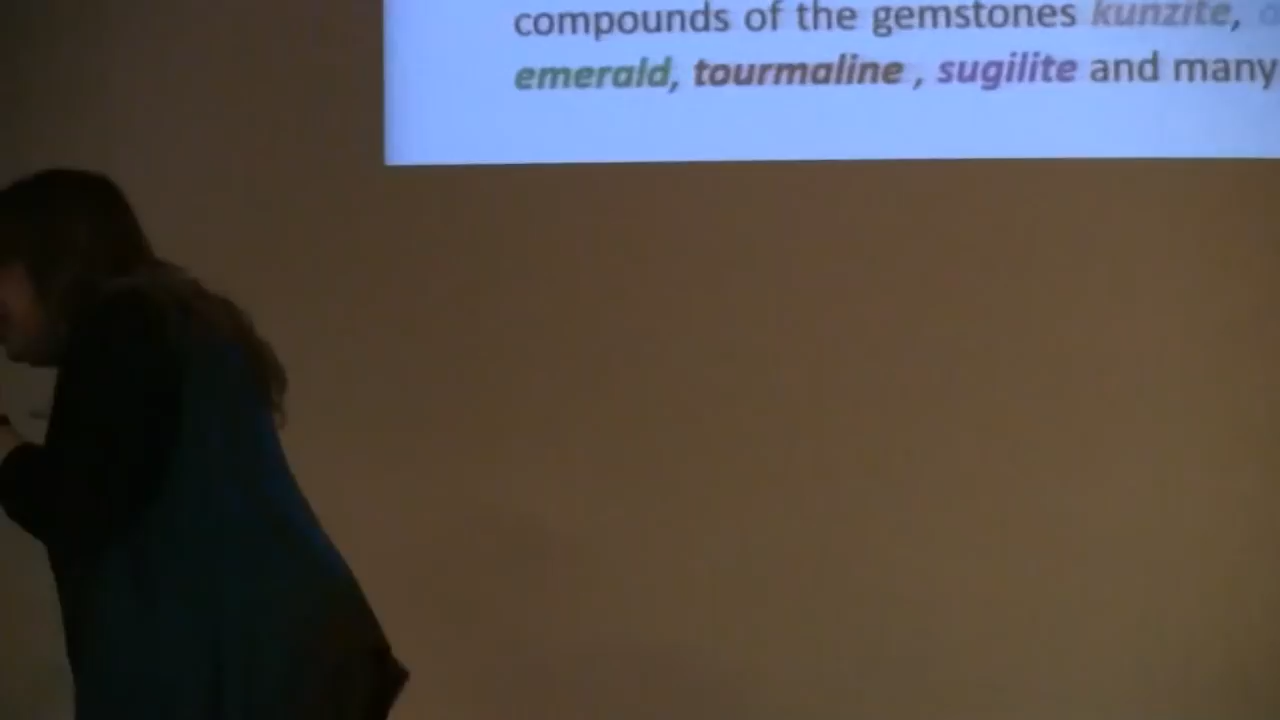 compounds of the gemstones kunzite,
emerald, tourmaline , sugilite and many